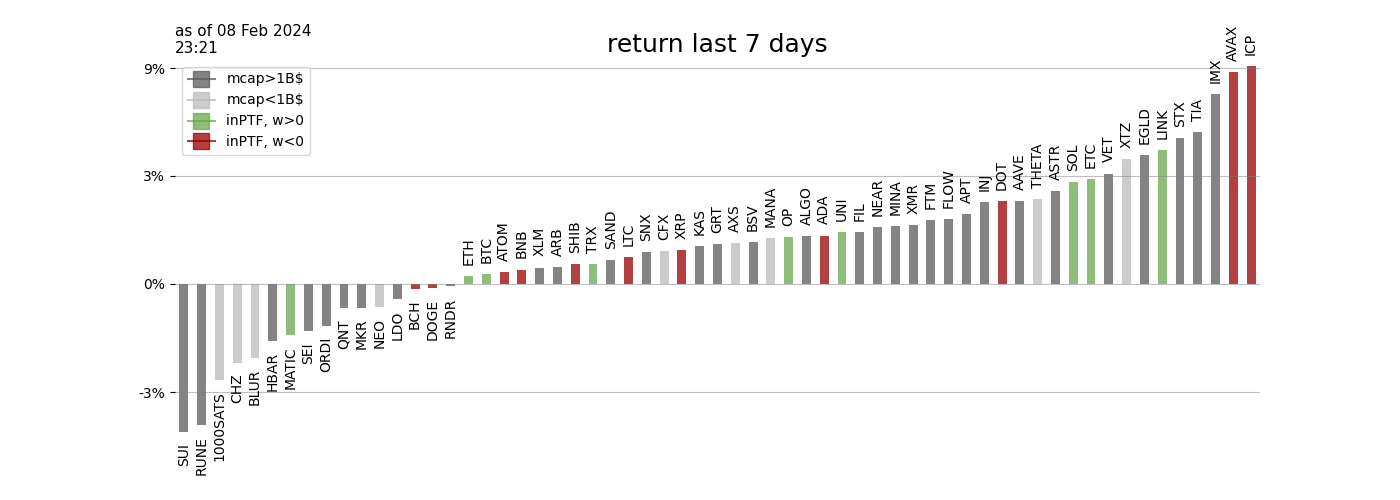 as of 08 Feb 2024
23:21
return last 7 days
mcap>1B$
mcap<1B$
inPTF, w>0
inPTF, w<0
9%
3%
0%
-3%
SUI
RUNE
1000SATS
CHZ
BLUR
HBAR
MATIC
SEI
ORDI
QNT
MKR
NEO
LDO
BCH
DOGE
RNDR
ETH
BTC
ATOM
BNB
XLM
ARB
SHIB
TRX
SAND
LTC
SNX
CFX
XRP
KAS
GRT
AXS
BSV
MANA
OP
ALGO
ADA
UNI
FIL
NEAR
MINA
XMR
FTM
FLOW
APT
INJ
DOT
AAVE
THETA
ASTR
SOL
ETC
VET
XTZ
EGLD
LINK
STX
TIA
IMX
AVAX
ICP